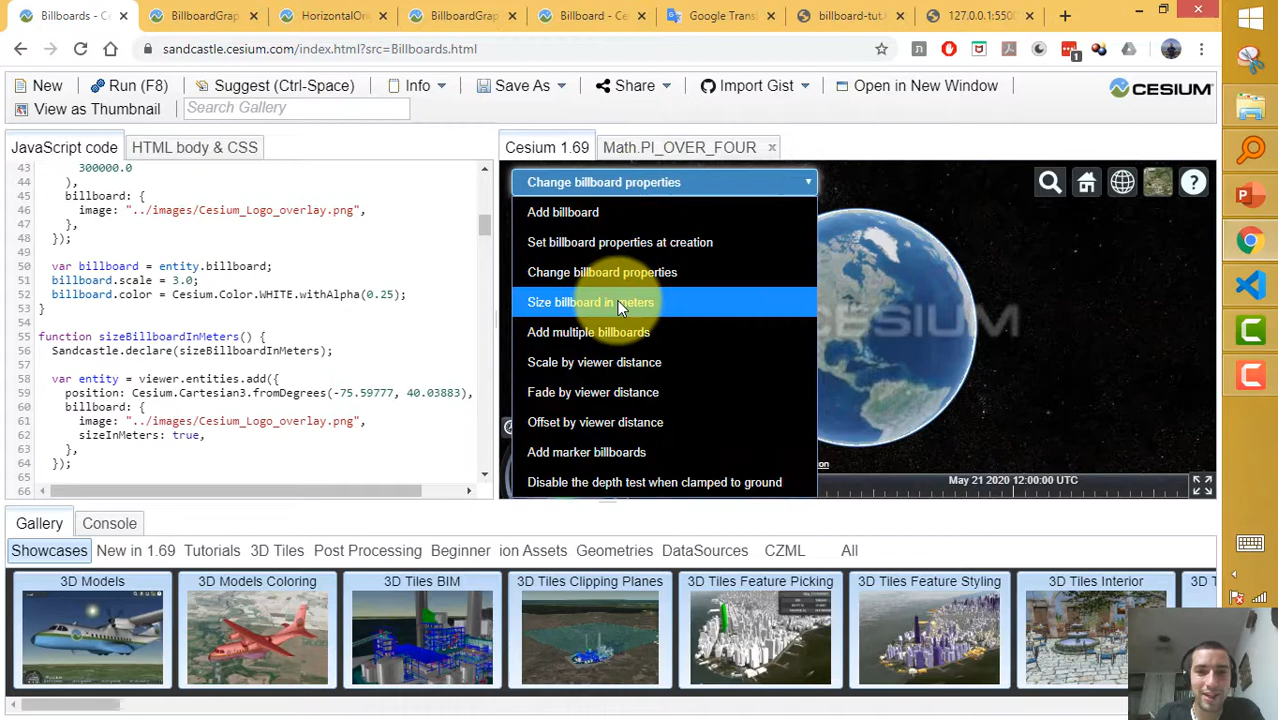 Billboards - Ces
BillboardGrap
HorizontalOri
BillboardGrap
Billboard - Ces
Google Transl
billboard-tut.
127.0.0.1:5500
sandcastle.cesium.com/index.html?src=Billboards.html
1
New
Run (F8)
Suggest (Ctrl-Space)
Info
Save As
Share
Import Gist
Open in New Window
CESIUM
View as Thumbnail
Search Gallery
JavaScript code
HTML body & CSS
Cesium 1.69
Math.PI_OVER_FOUR
43 300000.0
44 ),
45 billboard: {
46 image: "../images/Cesium_Logo_overlay.png",
47 },
48 });
49
50 var billboard = entity.billboard;
51 billboard.scale = 3.0;
52 billboard.color = Cesium.Color.WHITE.withAlpha(0.25);
53 }
54
55 function sizeBillboardInMeters() {
56 Sandcastle.declare(sizeBillboardInMeters);
57
58 var entity = viewer.entities.add({
59 position: Cesium.Cartesian3.fromDegrees(-75.59777, 40.03883),
60 billboard: {
61 image: "../images/Cesium_Logo_overlay.png",
62 sizeInMeters: true,
63 },
64 });
65
66
Change billboard properties
Add billboard
Set billboard properties at creation
Change billboard properties
Size billboard in meters
Add multiple billboards
Scale by viewer distance
Fade by viewer distance
Offset by viewer distance
Add marker billboards
Disable the depth test when clamped to ground
CESIUM
on
May 21 2020 12:00:00 UTC
Gallery
Console
Showcases
New in 1.69
Tutorials
3D Tiles
Post Processing
Beginner
ion Assets
Geometries
DataSources
CZML
All
3D Models
3D Models Coloring
3D Tiles BIM
3D Tiles Clipping Planes
3D Tiles Feature Picking
3D Tiles Feature Styling
3D Tiles Interior